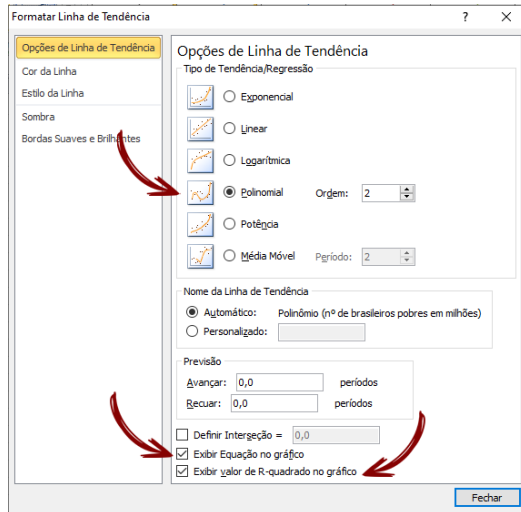 Formatar Linha de Tendência ? X
Opções de Linha de Tendência
Cor da Linha
Estilo da Linha
Sombra
Bordas Suaves e Brilhantes
Opções de Linha de Tendência
Tipo de Tendência/Regressão
Exponencial
Linear
Logarítmica
Polinomial Ordem: 2
Potência
Média Móvel Período: 2
Nome da Linha de Tendência
Automático: Polinômio (nº de brasileiros pobres em milhões)
Personalizado:
Previsão
Avançar: 0,0 períodos
Recuar: 0,0 períodos
Definir Interseção = 0,0
Exibir Equação no gráfico
Exibir valor de R-quadrado no gráfico
Fechar